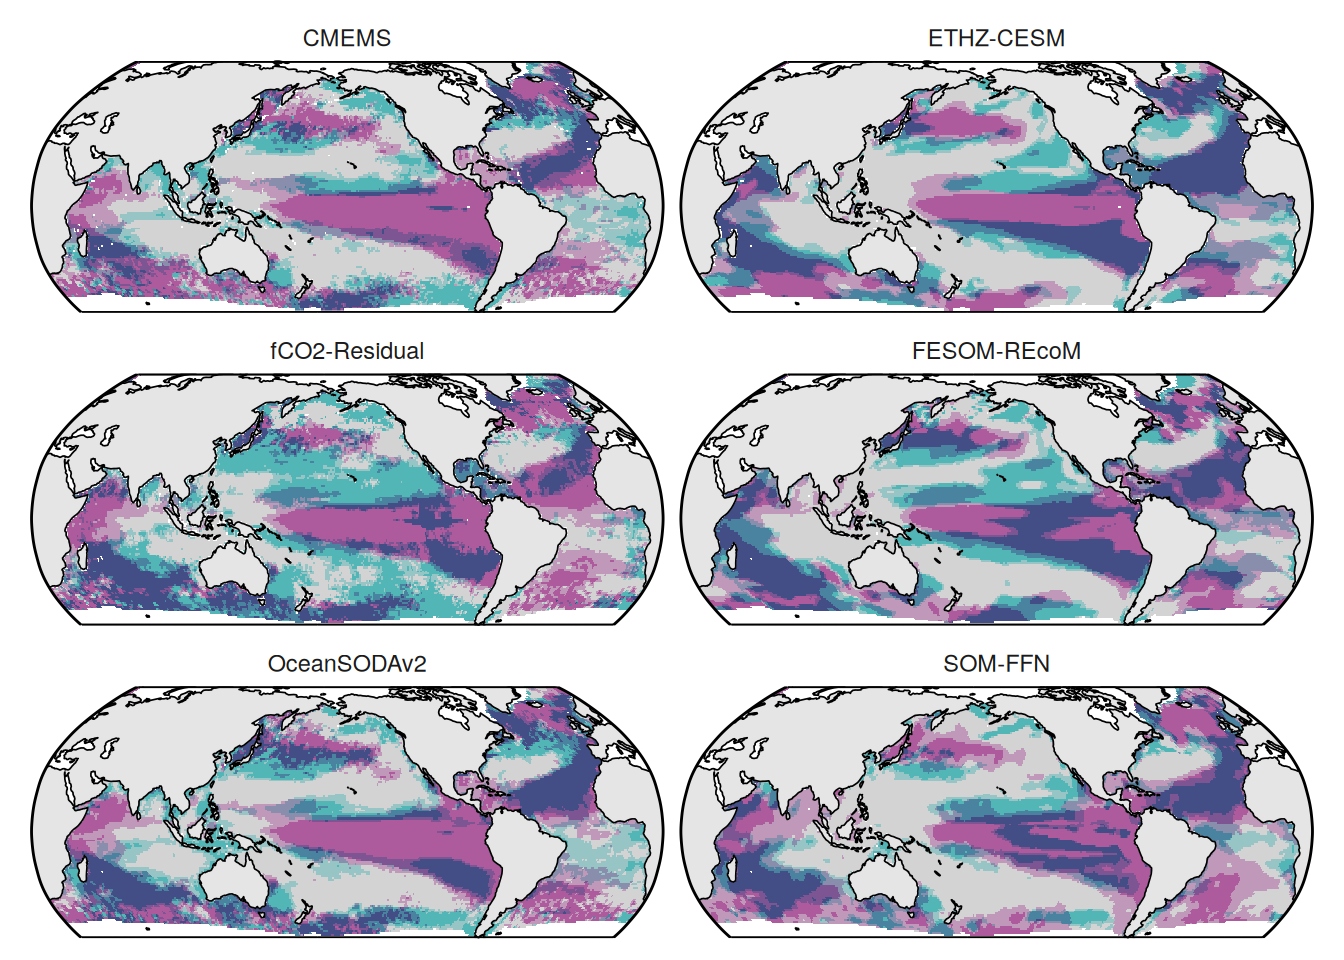 CMEMS
ETHZ-CESM
fCO2-Residual
FESOM-REcoM
OceanSODAv2
SOM-FFN